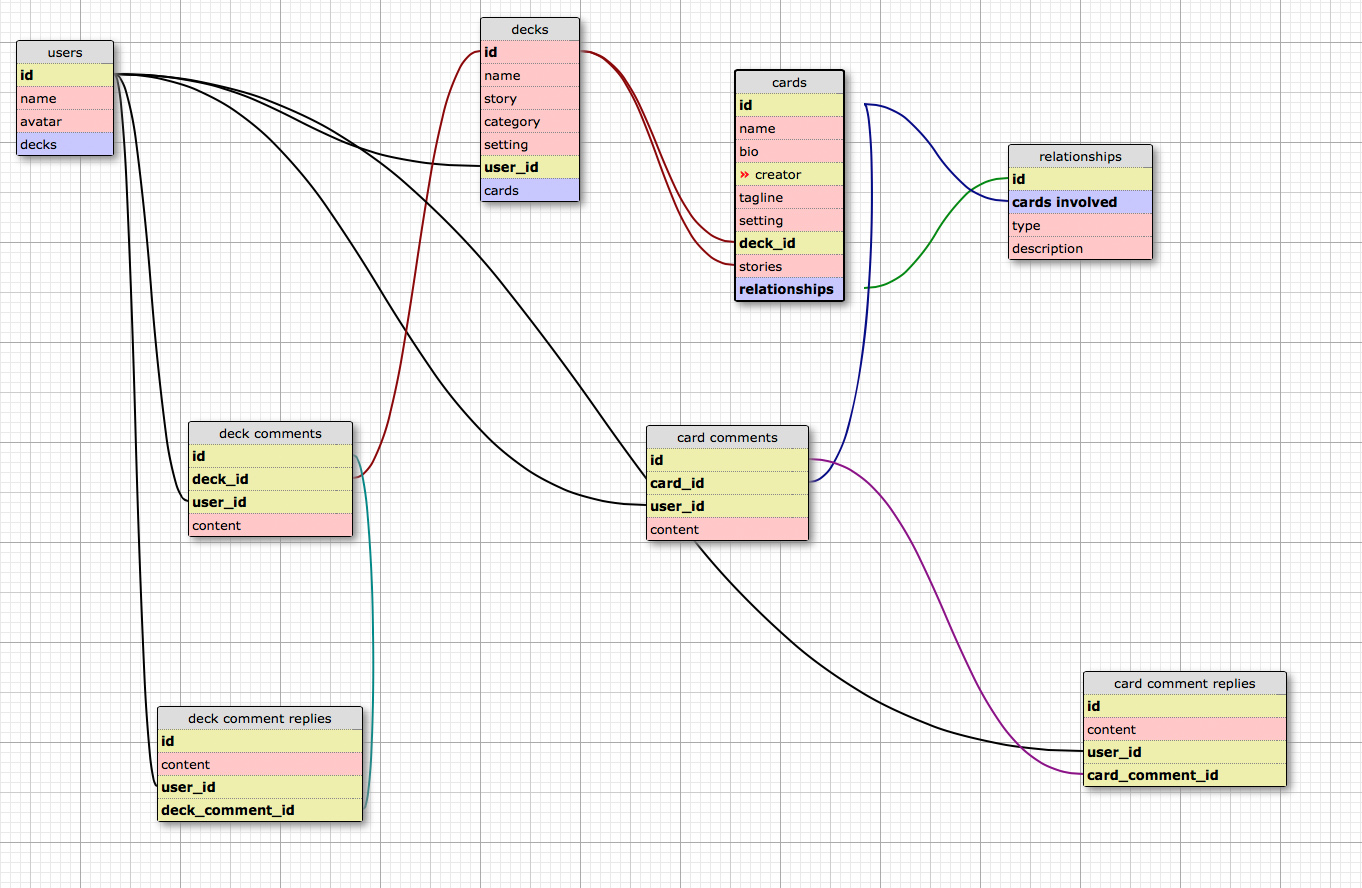 users
id
name
avatar
decks
decks
id
name
story
category
setting
user_id
cards
cards
id
name
bio
» creator
tagline
setting
deck_id
stories
relationships
relationships
id
cards involved
type
description
deck comments
id
deck_id
user_id
content
card comments
id
card_id
user_id
content
deck comment replies
id
content
user_id
deck_comment_id
card comment replies
id
content
user_id
card_comment_id